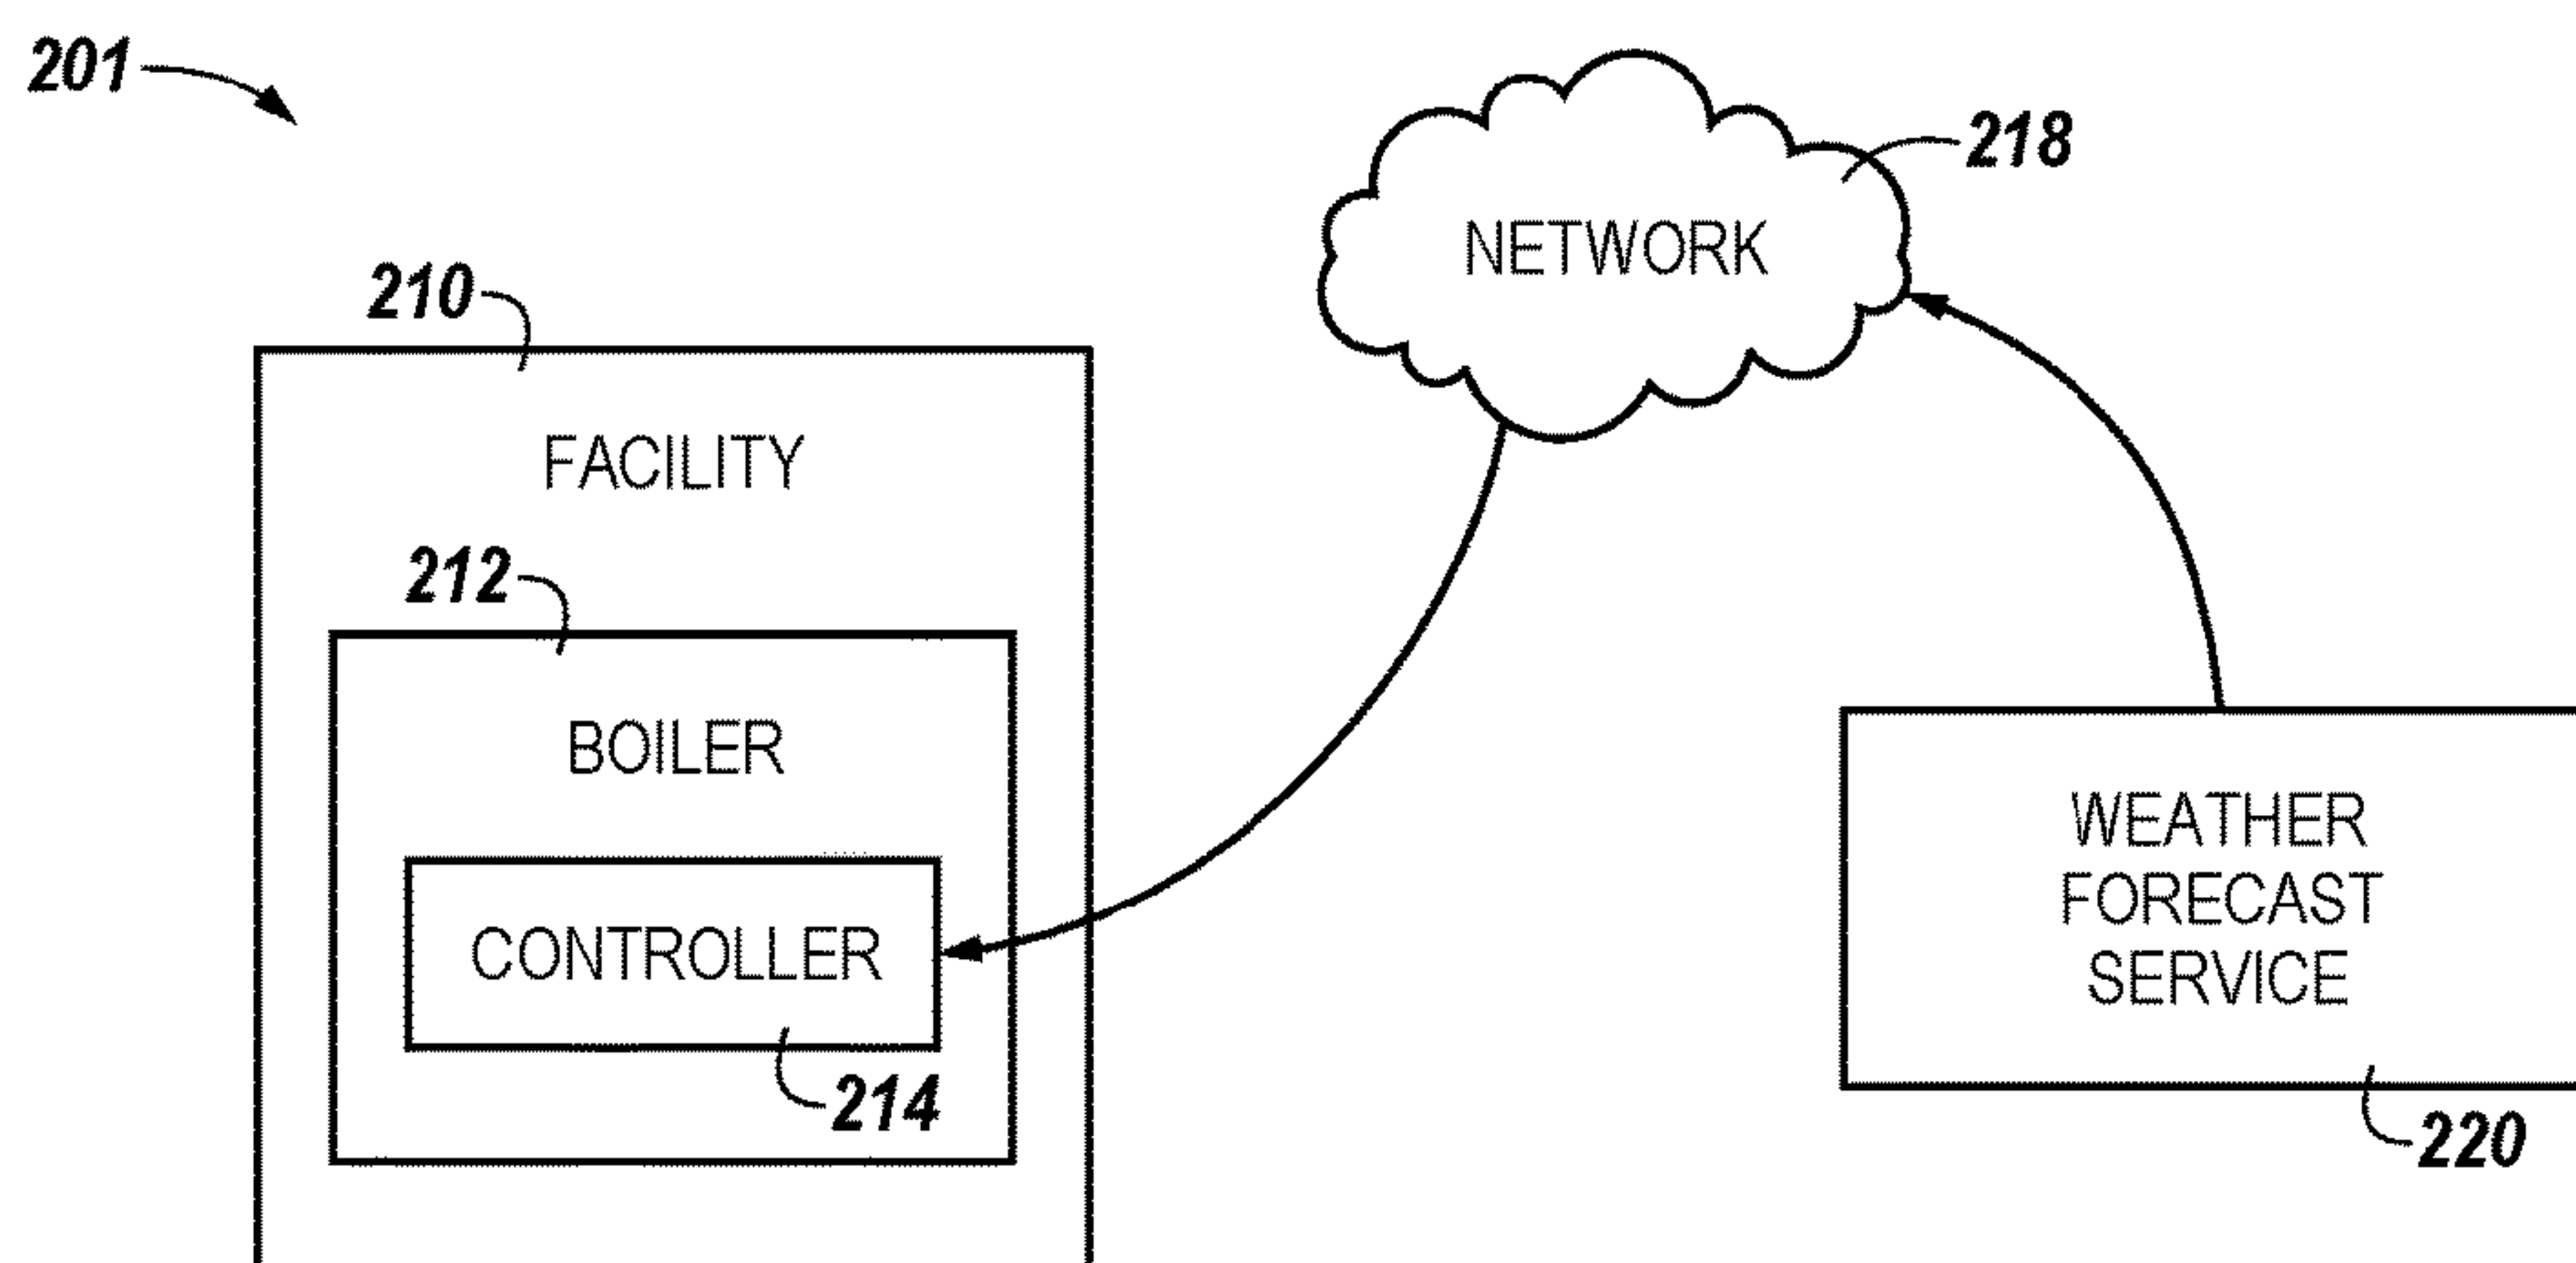 201
218
NETWORK
210
FACILITY
212
BOILER
WEATHER
FORECAST
SERVICE
CONTROLLER
214
220